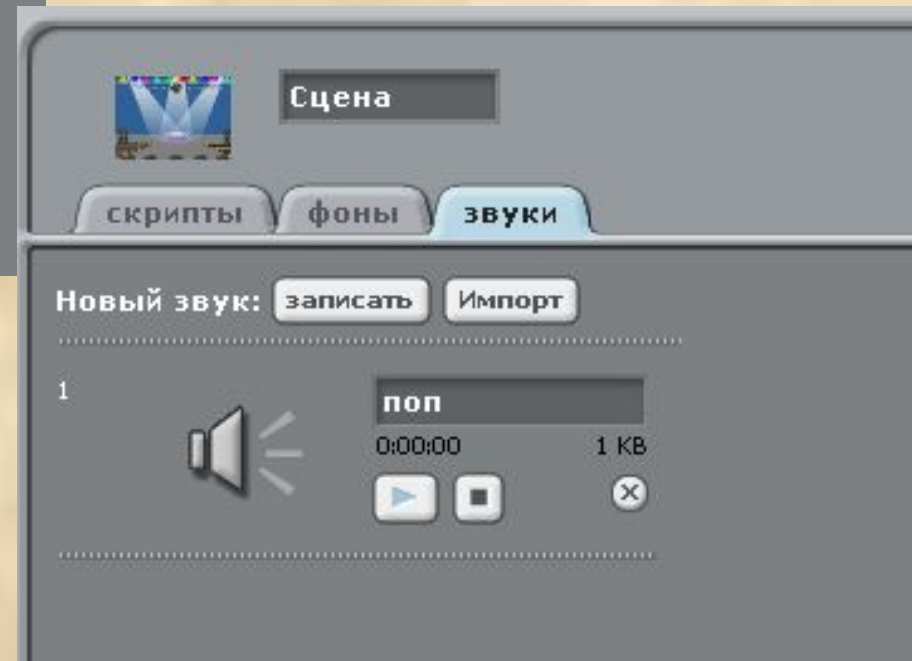 Сцена
скрипты фоны звуки
Новый звук: записать Импорт
1
поп
0:00:00 1 KB